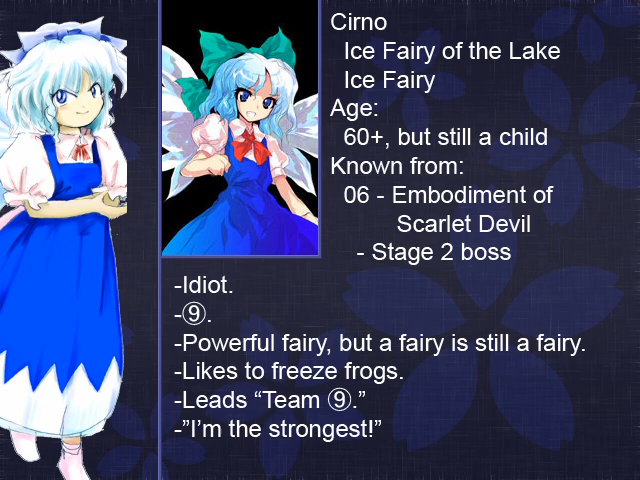 Cirno
Ice Fairy of the Lake
Ice Fairy
Age:
60+, but still a child
Known from:
06 - Embodiment of
Scarlet Devil
- Stage 2 boss
-Idiot.
-⑨.
-Powerful fairy, but a fairy is still a fairy.
-Likes to freeze frogs.
-Leads “Team ⑨.”
-”I’m the strongest!”